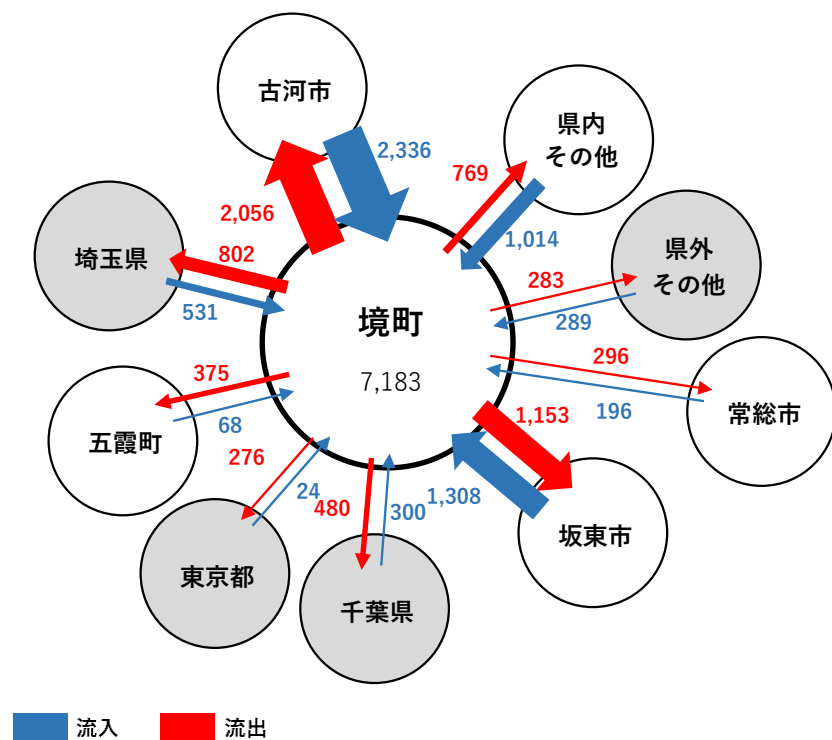 古河市
2,336
2,056
県内
その他
769
1,014
埼玉県
802
531
県外
その他
283
289
境町
7,183
296
196
常総市
375
68
五霞町
1,153
1,308
坂東市
276
24
東京都
480
300
千葉県
流入
流出